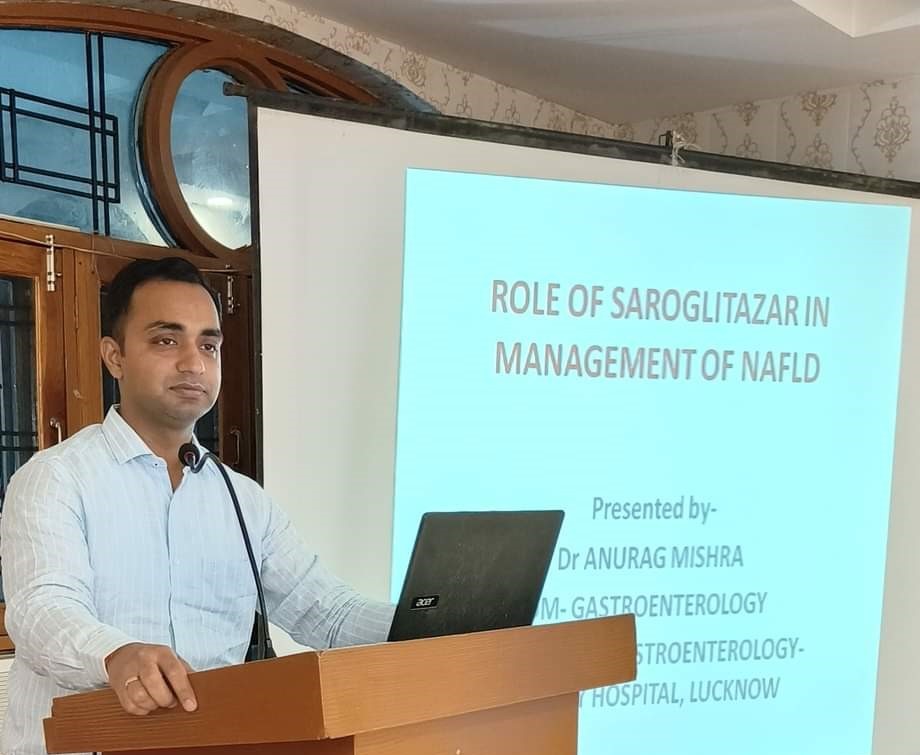 ROLE OF SAROGLITAZAR IN
MANAGEMENT OF NAFLD
Presented by-
Dr ANURAG MISHRA
GASTROENTEROLOGY
HOSPITAL, LUCKNOW
acer